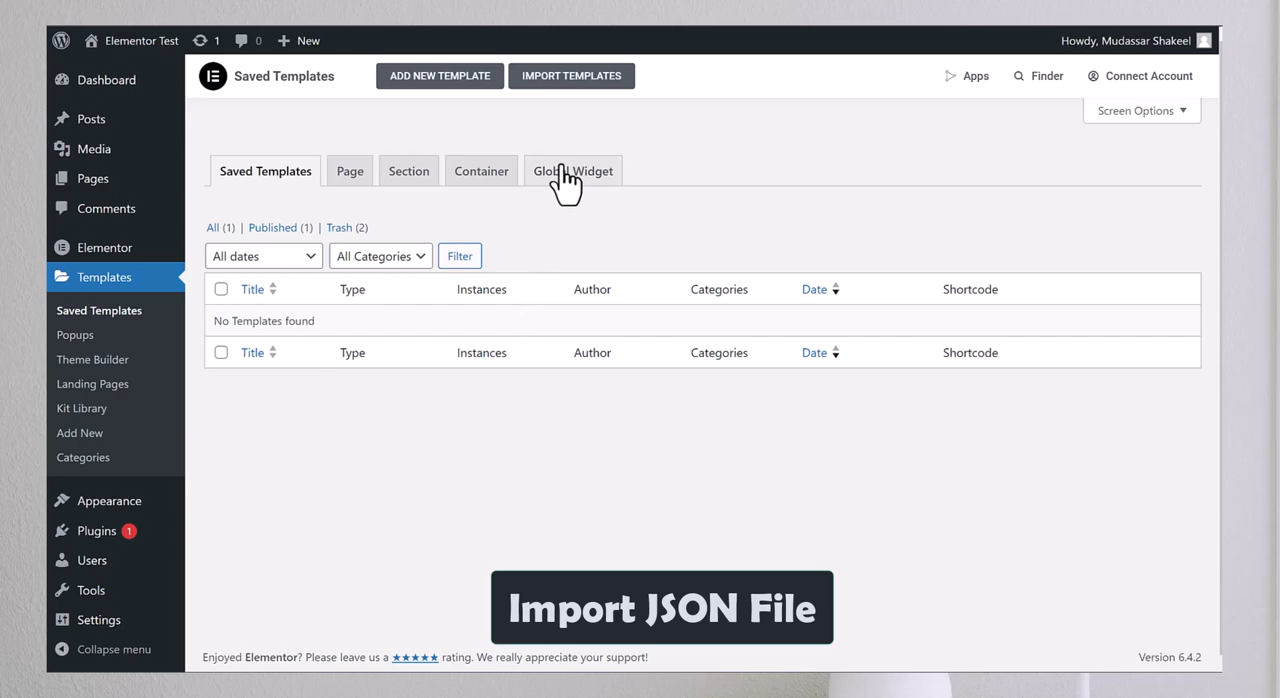 Elementor Test 1 0 New Howdy, Mudassar Shakeel
Saved Templates ADD NEW TEMPLATE IMPORT TEMPLATES Apps Finder Connect Account
Screen Options
Dashboard
Posts
Media
Pages
Comments
Elementor
Templates
Saved Templates
Popups
Theme Builder
Landing Pages
Kit Library
Add New
Categories
Appearance
Plugins 1
Users
Tools
Settings
Collapse menu
Saved Templates Page Section Container Global Widget
All (1) | Published (1) | Trash (2)
All dates All Categories Filter
Title Type Instances Author Categories Date Shortcode
No Templates found
Title Type Instances Author Categories Date Shortcode
Import JSON File
Enjoyed Elementor? Please leave us a ★★★★★ rating. We really appreciate your support! Version 6.4.2